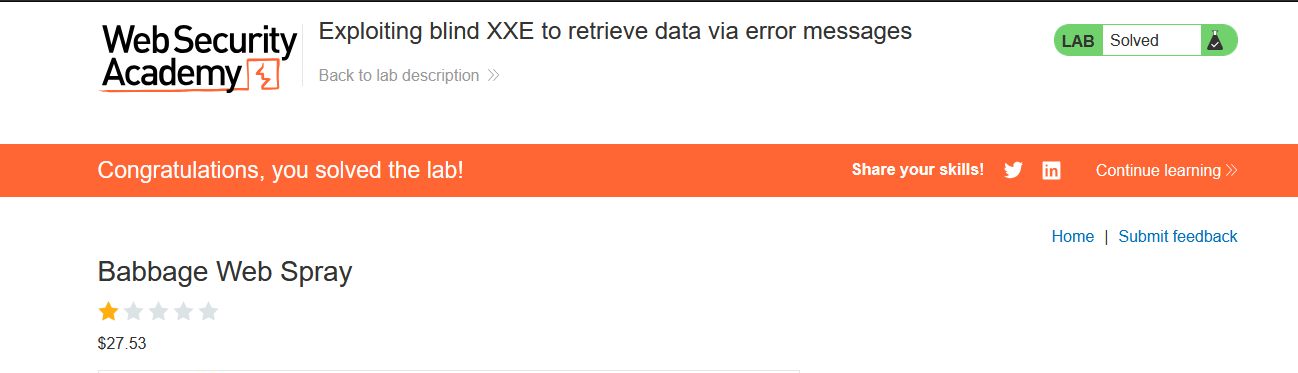 Web Security
Academy
Exploiting blind XXE to retrieve data via error messages
Back to lab description
LAB Solved
Congratulations, you solved the lab!
Share your skills!
Continue learning
Home | Submit feedback
Babbage Web Spray
$27.53